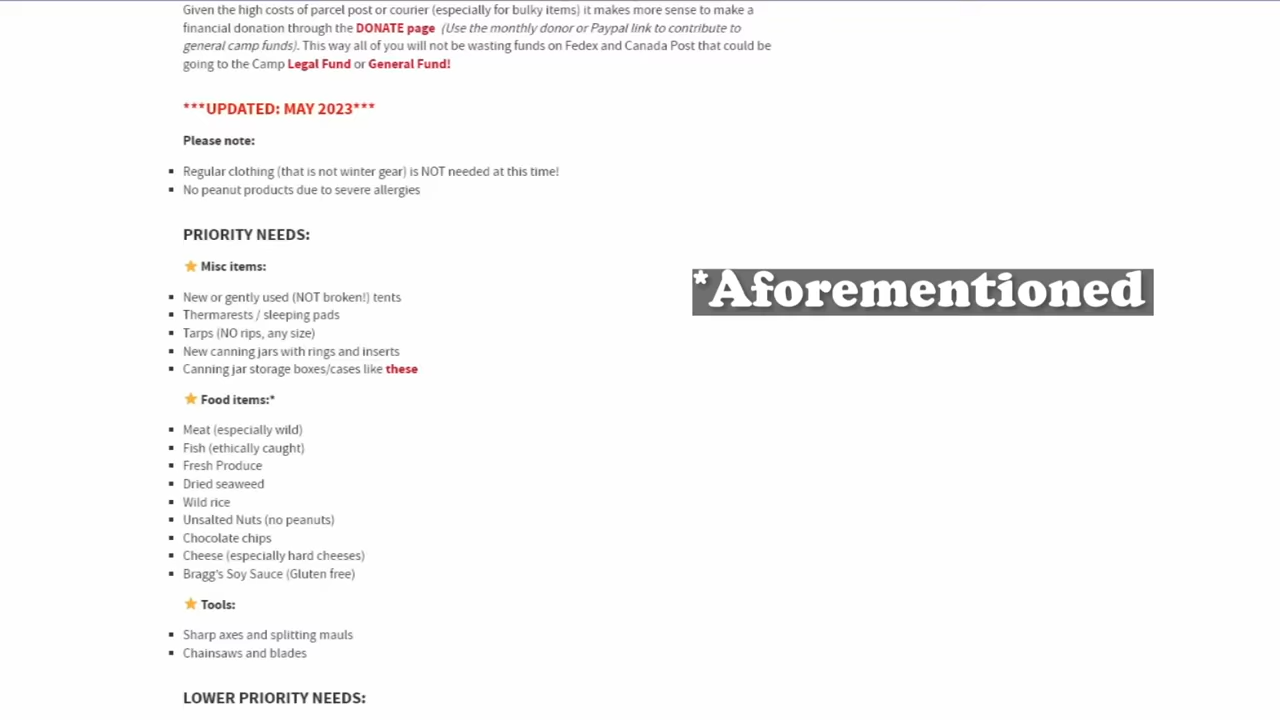 Given the high costs of parcel post or courier (especially for bulky items) it makes more sense to make a
financial donation through the DONATE page (Use the monthly donor or Paypal link to contribute to
general camp funds). This way all of you will not be wasting funds on Fedex and Canada Post that could be
going to the Camp Legal Fund or General Fund!
***UPDATED: MAY 2023***
Please note:
Regular clothing (that is not winter gear) is NOT needed at this time!
No peanut products due to severe allergies
PRIORITY NEEDS:
Misc items:
New or gently used (NOT broken!) tents
Thermarests / sleeping pads
Tarps (NO rips, any size)
New canning jars with rings and inserts
Canning jar storage boxes/cases like these
*Aforementioned
Food items:*
Meat (especially wild)
Fish (ethically caught)
Fresh Produce
Dried seaweed
Wild rice
Unsalted Nuts (no peanuts)
Chocolate chips
Cheese (especially hard cheeses)
Bragg's Soy Sauce (Gluten free)
Tools:
Sharp axes and splitting mauls
Chainsaws and blades
LOWER PRIORITY NEEDS: